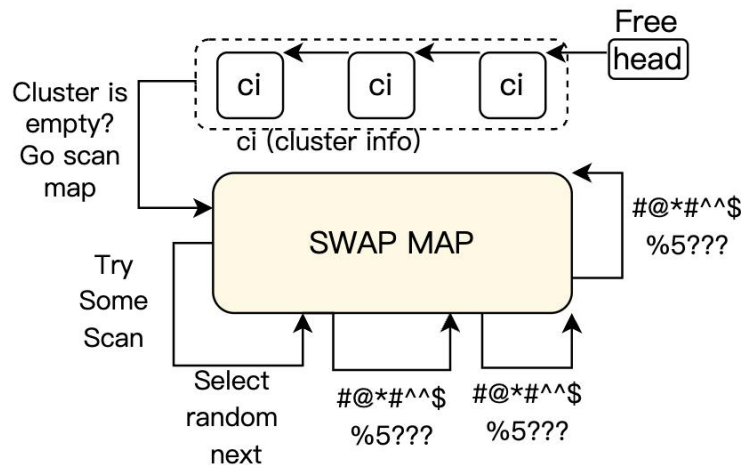 Free
head
ci
ci
ci
ci (cluster info)
Cluster is
empty?
Go scan
map
SWAP MAP
#@*#^^$
%5???
Try
Some
Scan
Select
random
next
#@*#^^$
%5???
#@*#^^$
%5???